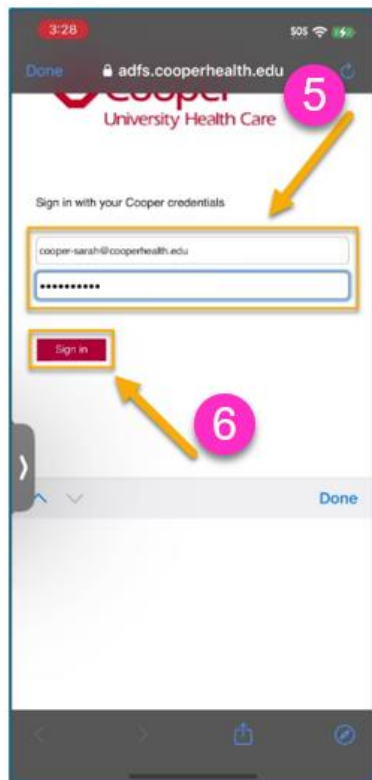 3:28 SOS
Done adfs.cooperhealth.edu
Cooper
5
University Health Care
Sign in with your Cooper credentials
cooper-sarah@cooperhealth.edu
••••••••••
Sign in
6
Done